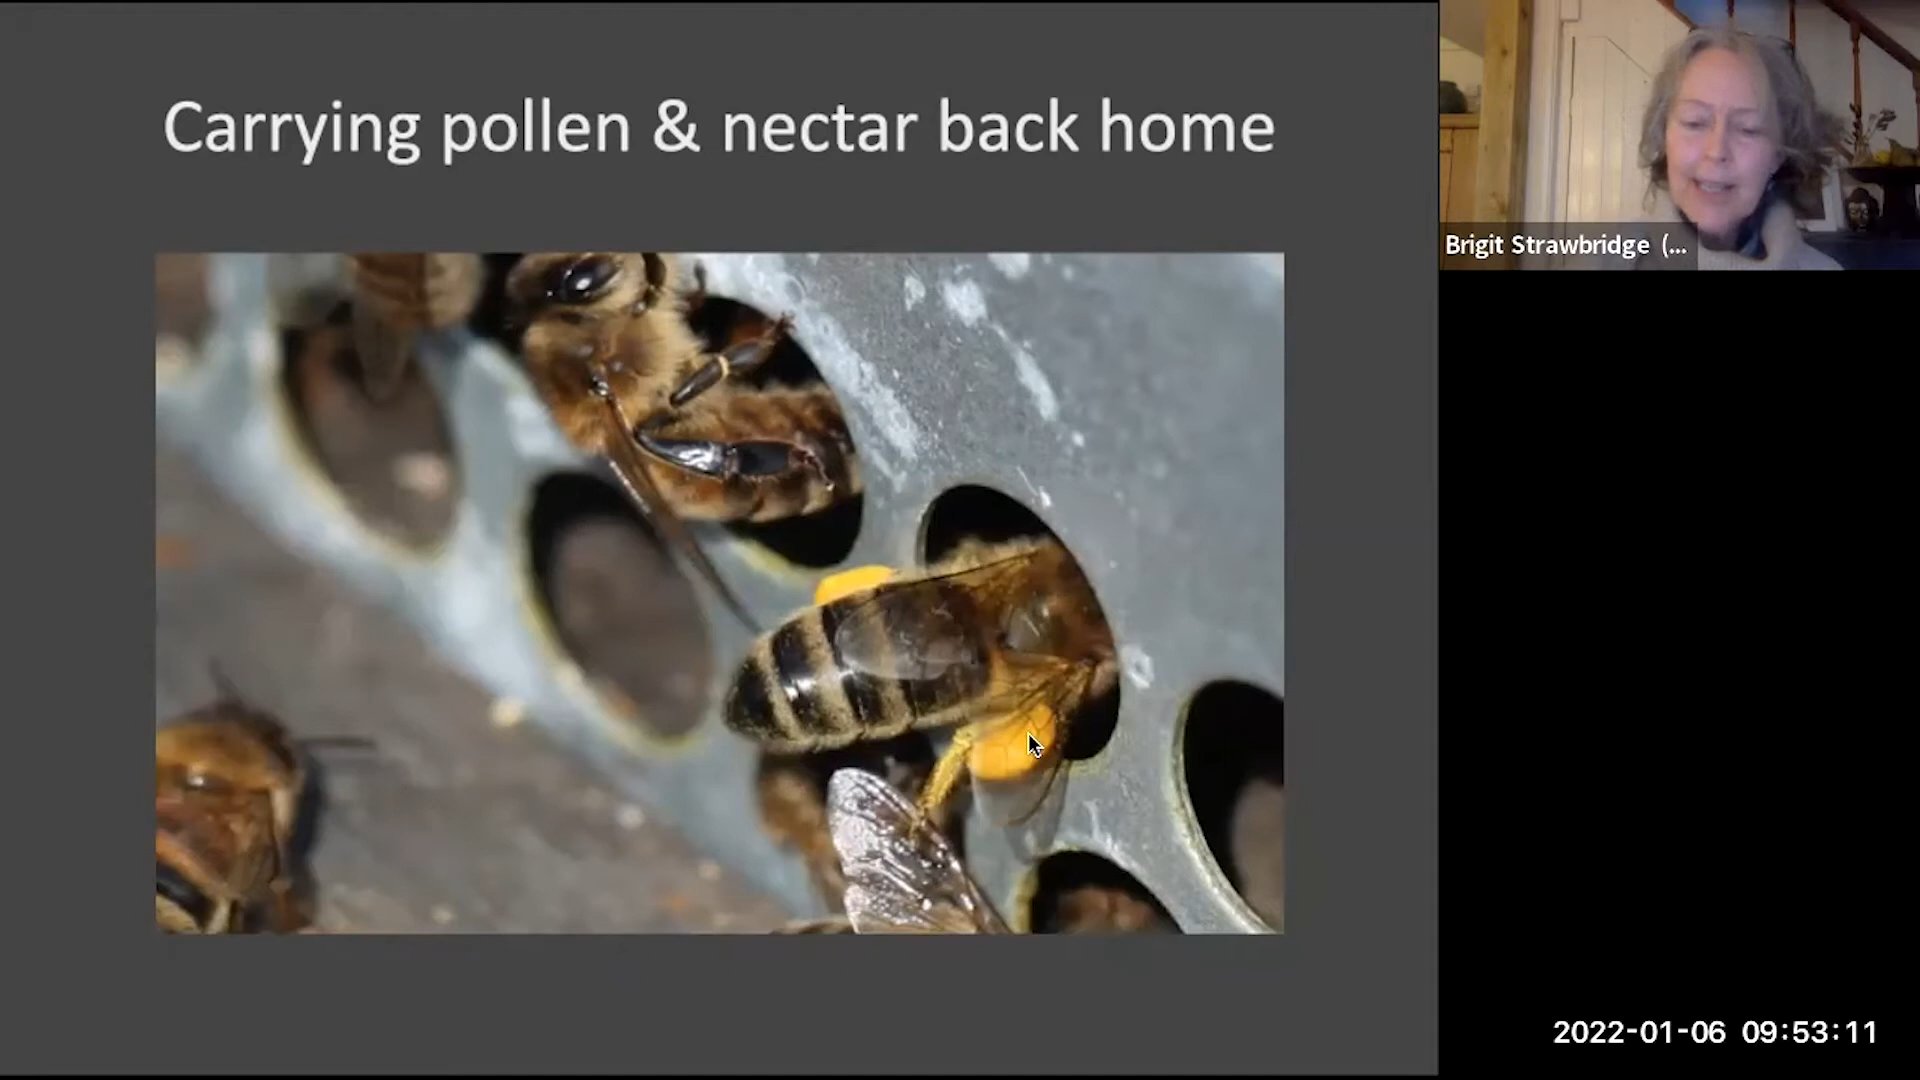 Carrying pollen & nectar back home
Brigit Strawbridge (...
2022-01-06 09:53:11